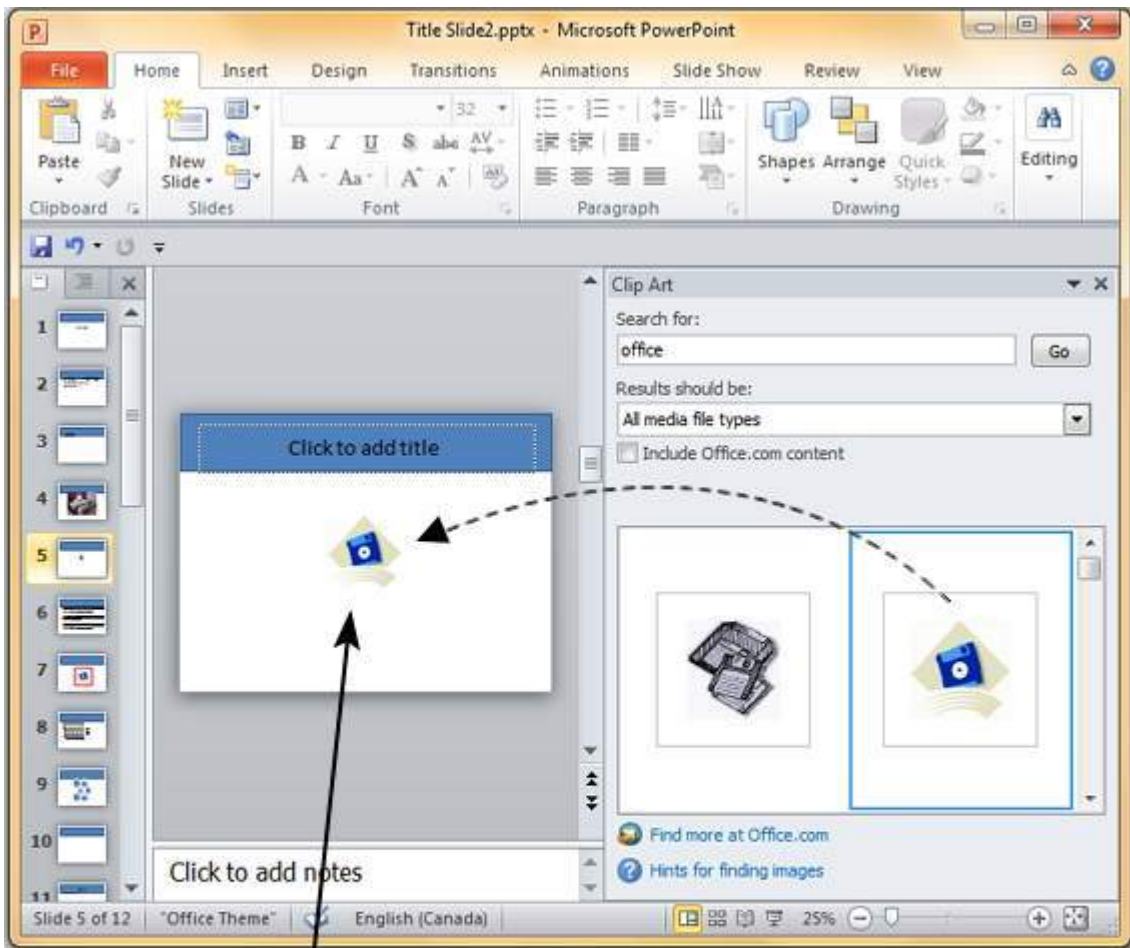 P
Title Slide2.pptx - Microsoft PowerPoint
File Home Insert Design Transitions Animations Slide Show Review View
32
B I U S abc AV
A Aa A A
Paste
New
Slide
Shapes Arrange Quick
Styles
Editing
Clipboard Slides Font Paragraph Drawing
Clip Art
Search for:
office Go
Results should be:
All media file types
Include Office.com content
1
2
3
4
5
6
7
8
9
10
11
Click to add title
Find more at Office.com
Hints for finding images
Click to add notes
Slide 5 of 12 "Office Theme" English (Canada) 25%